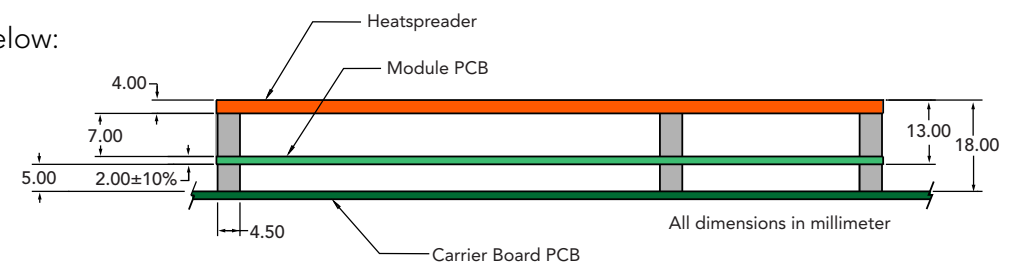 Heatspreader
elow:
Module PCB
4.00
7.00
13.00
18.00
5.00
2.00±10%
All dimensions in millimeter
4.50
Carrier Board PCB